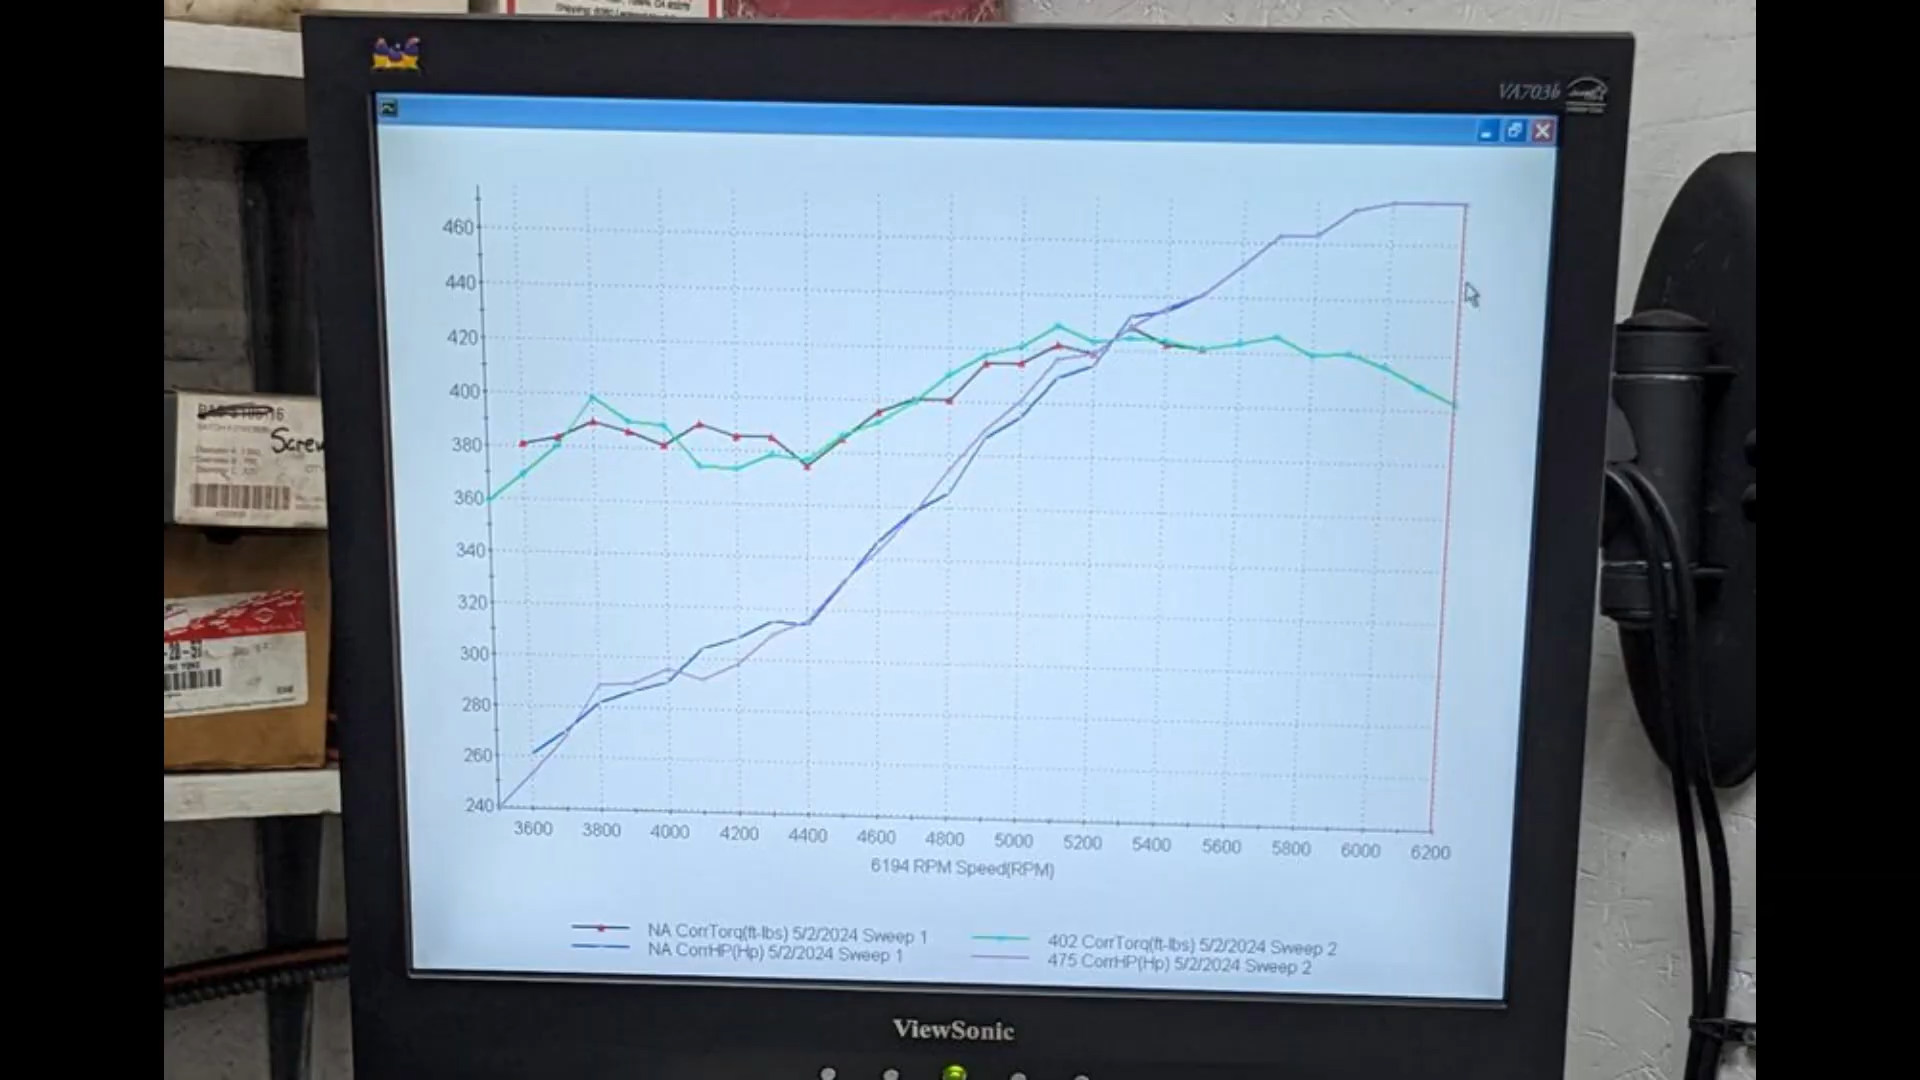 VA703b
460
440
420
400
380
360
340
320
300
280
260
240
3600 3800 4000 4200 4400 4600 4800 5000 5200 5400 5600 5800 6000 6200
6194 RPM Speed(RPM)
NA CorrTorq(ft-lbs) 5/2/2024 Sweep 1
NA CorrHP(Hp) 5/2/2024 Sweep 1
402 CorrTorq(ft-lbs) 5/2/2024 Sweep 2
475 CorrHP(Hp) 5/2/2024 Sweep 2
ViewSonic